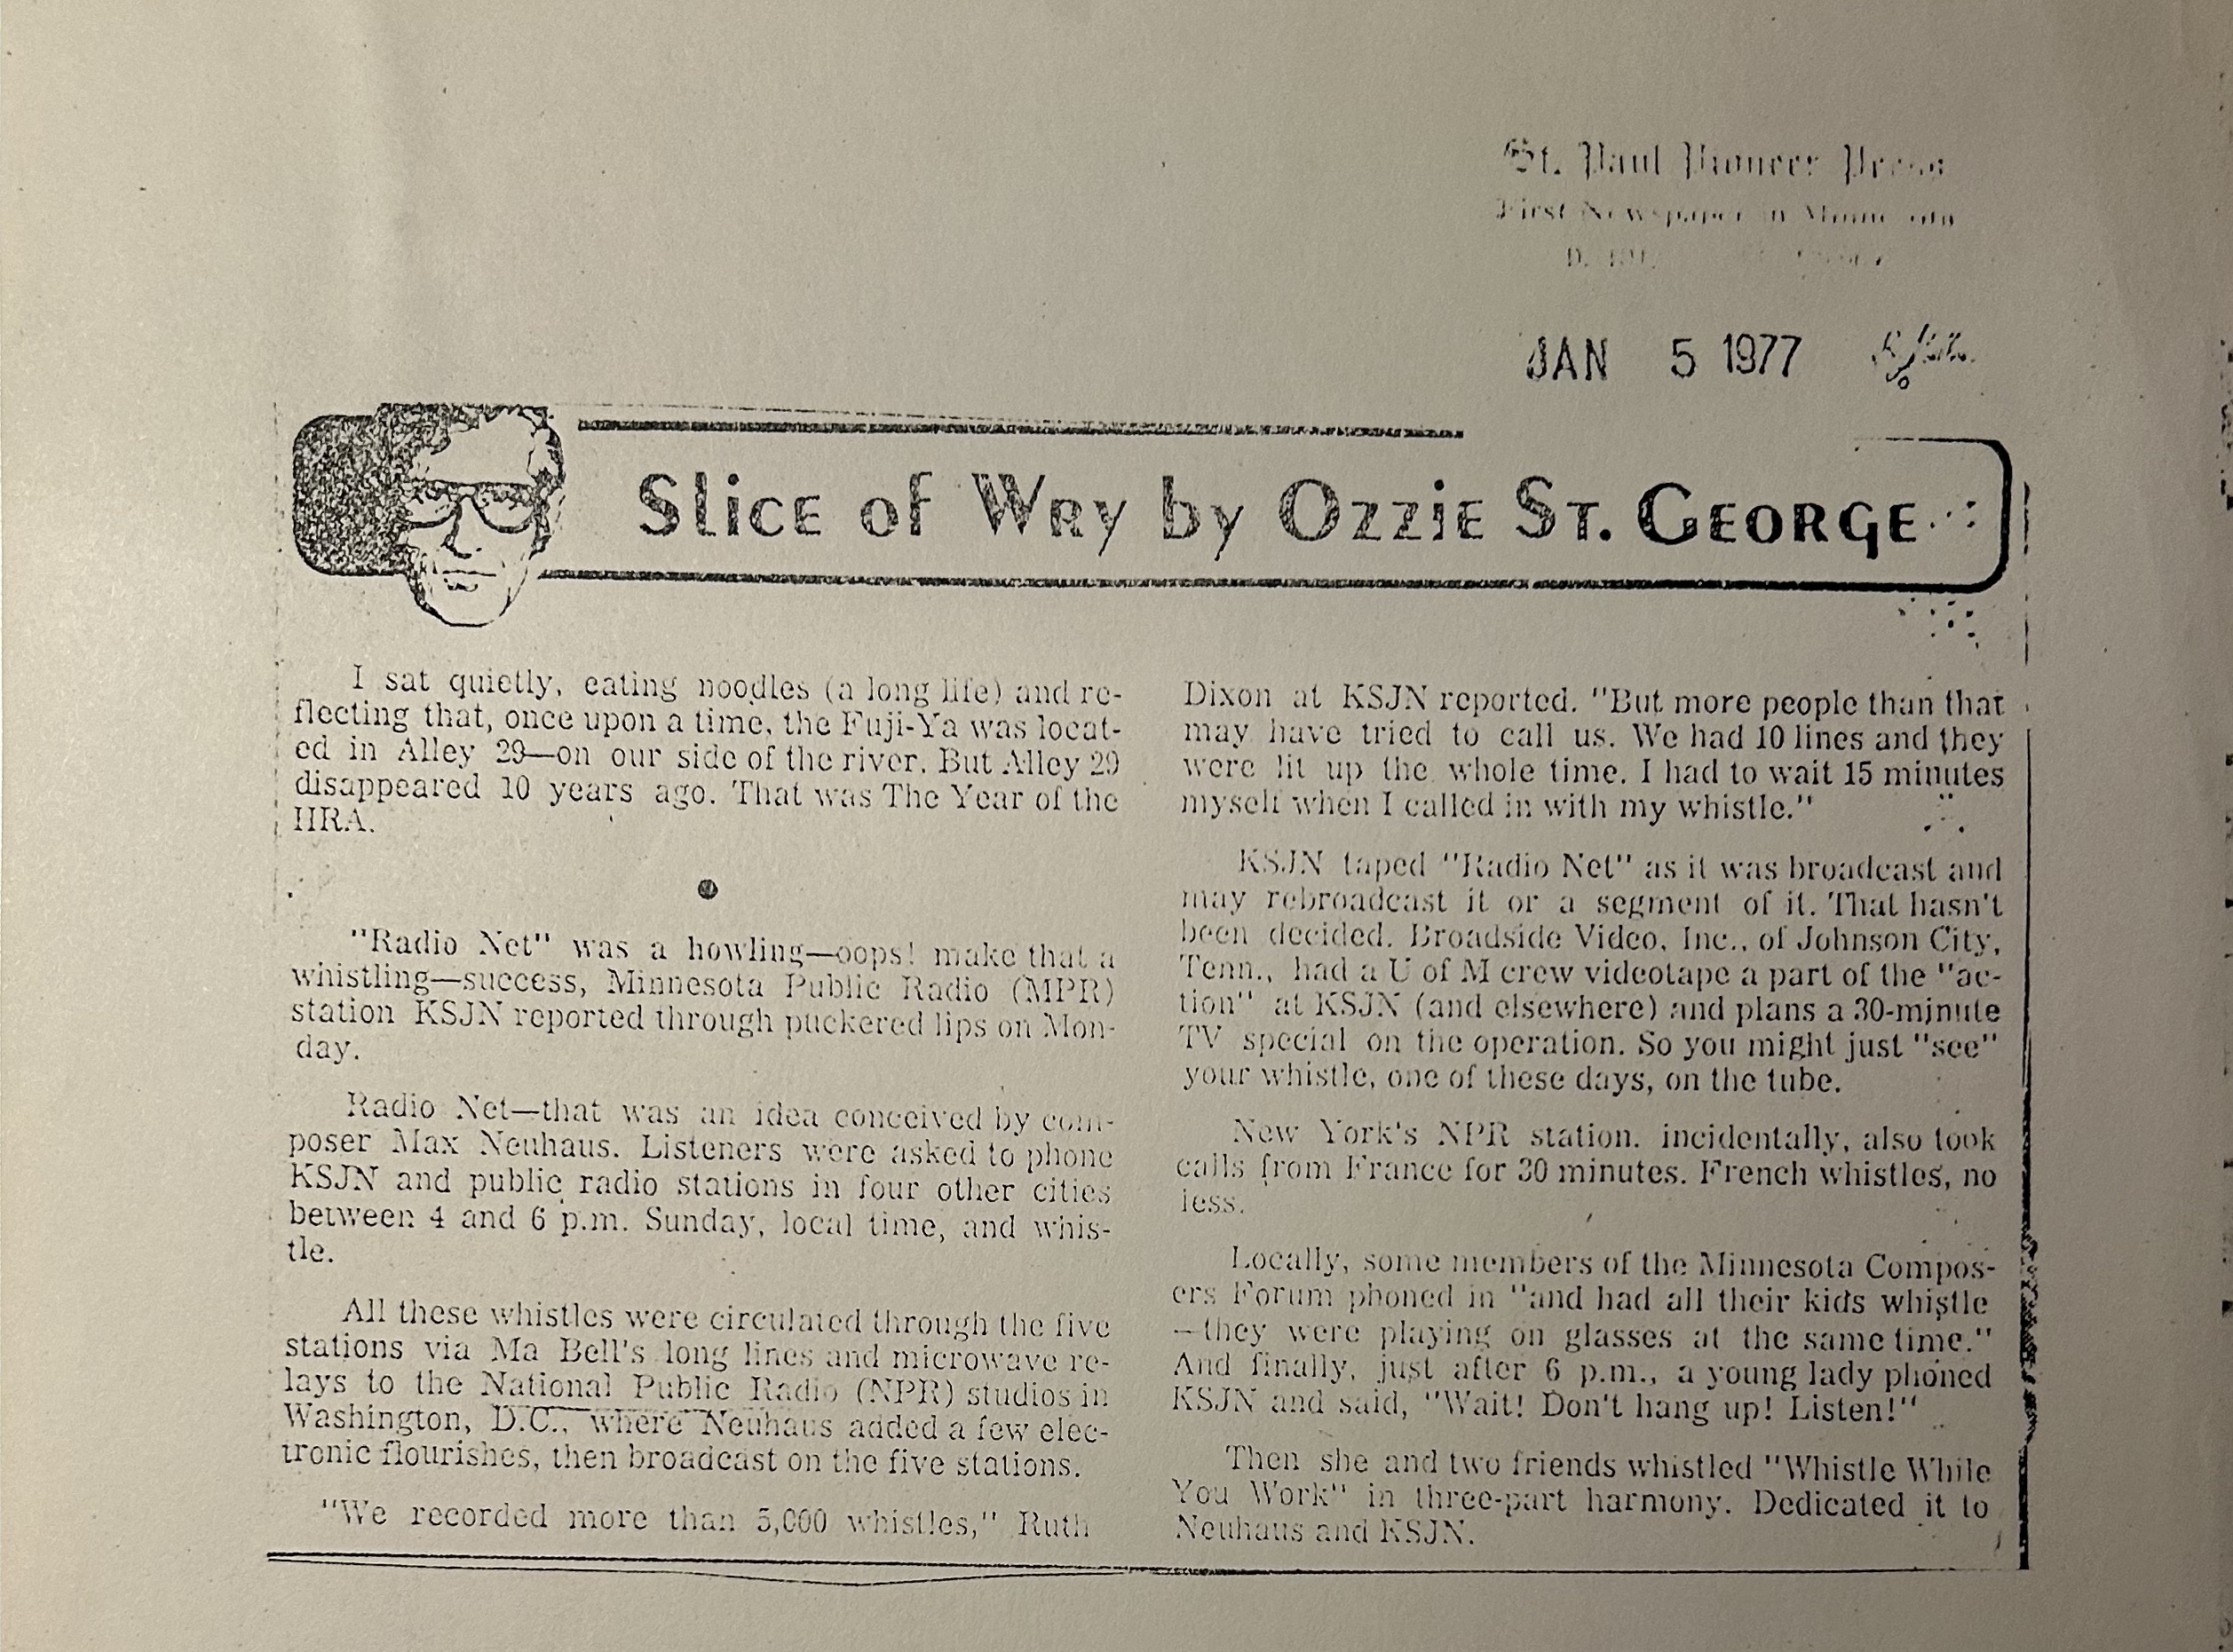 St. Paul Pioneer Press
First Newspaper in Minnesota
JAN 5 1977
Slice of Wry by Ozzie St. George
I sat quietly, eating noodles (a long life) and re-
flecting that, once upon a time, the Fuji-Ya was locat-
ed in Alley 29—on our side of the river. But Alley 29
disappeared 10 years ago. That was The Year of the
HRA.
"Radio Net" was a howling—oops! make that a
whistling—success, Minnesota Public Radio (MPR)
station KSJN reported through puckered lips on Mon-
day.
Radio Net—that was an idea conceived by com-
poser Max Neuhaus. Listeners were asked to phone
KSJN and public radio stations in four other cities
between 4 and 6 p.m. Sunday, local time, and whis-
tle.
All these whistles were circulated through the five
stations via Ma Bell's long lines and microwave re-
lays to the National Public Radio (NPR) studios in
Washington, D.C., where Neuhaus added a few elec-
tronic flourishes, then broadcast on the five stations.
"We recorded more than 5,000 whistles," Ruth
Dixon at KSJN reported. "But more people than that
may have tried to call us. We had 10 lines and they
were lit up the whole time. I had to wait 15 minutes
myself when I called in with my whistle."
KSJN taped "Radio Net" as it was broadcast and
may rebroadcast it or a segment of it. That hasn't
been decided. Broadside Video, Inc., of Johnson City,
Tenn., had a U of M crew videotape a part of the "ac-
tion" at KSJN (and elsewhere) and plans a 30-minute
TV special on the operation. So you might just "see"
your whistle, one of these days, on the tube.
New York's NPR station. incidentally, also took
calls from France for 30 minutes. French whistles, no
less.
Locally, some members of the Minnesota Compos-
ers Forum phoned in "and had all their kids whistle
—they were playing on glasses at the same time."
And finally, just after 6 p.m., a young lady phoned
KSJN and said, "Wait! Don't hang up! Listen!"
Then she and two friends whistled "Whistle While
You Work" in three-part harmony. Dedicated it to
Neuhaus and KSJN.